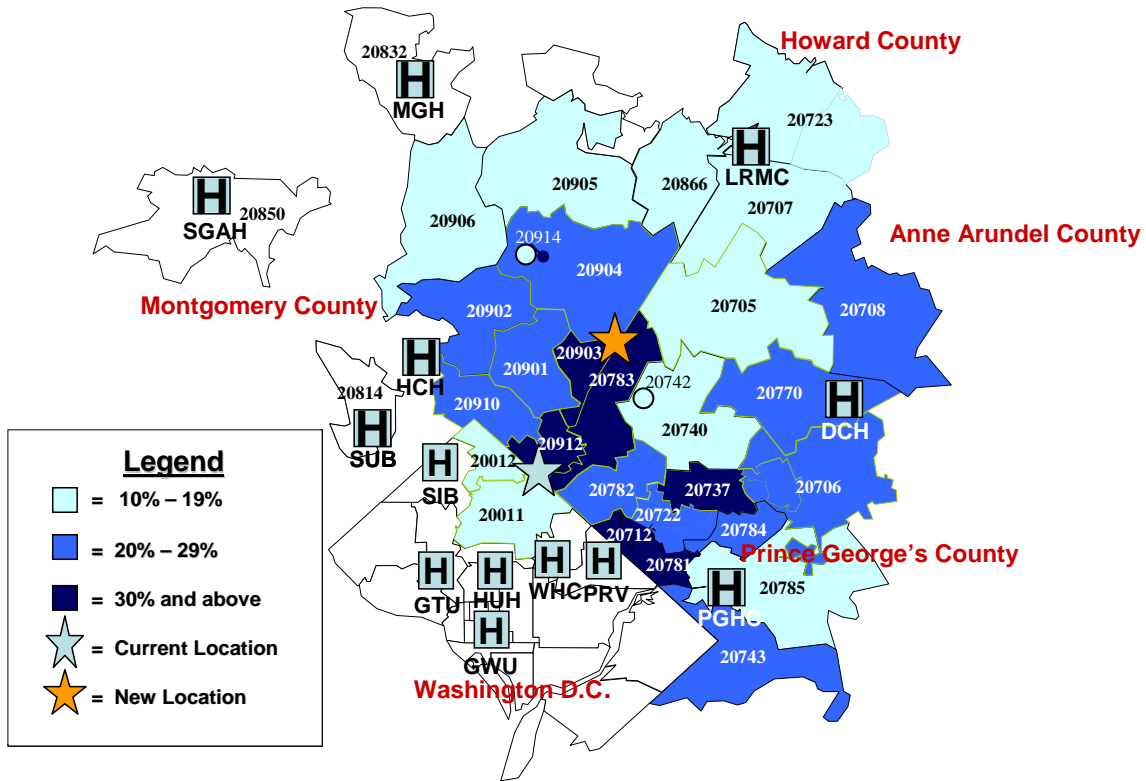 Howard County
20832
H
MGH
20723
H
LRMC
20905
20866
H
20850
SGAH
20707
20906
Anne Arundel County
20914
20904
Montgomery County
20902
20705
20708
20903
H
HCH
20901
20783
20742
20814
20770
H
DCH
20910
H
SUB
20912
20740
Legend
20012
H
SIB
= 10% – 19%
20782
20737
20706
20011
20722
= 20% – 29%
20712
20784
Prince George's County
20781
20785
H
GTU
H
HUH
H
WHC
H
PRV
H
PGHC
= 30% and above
H
GWU
= Current Location
20743
Washington D.C.
= New Location